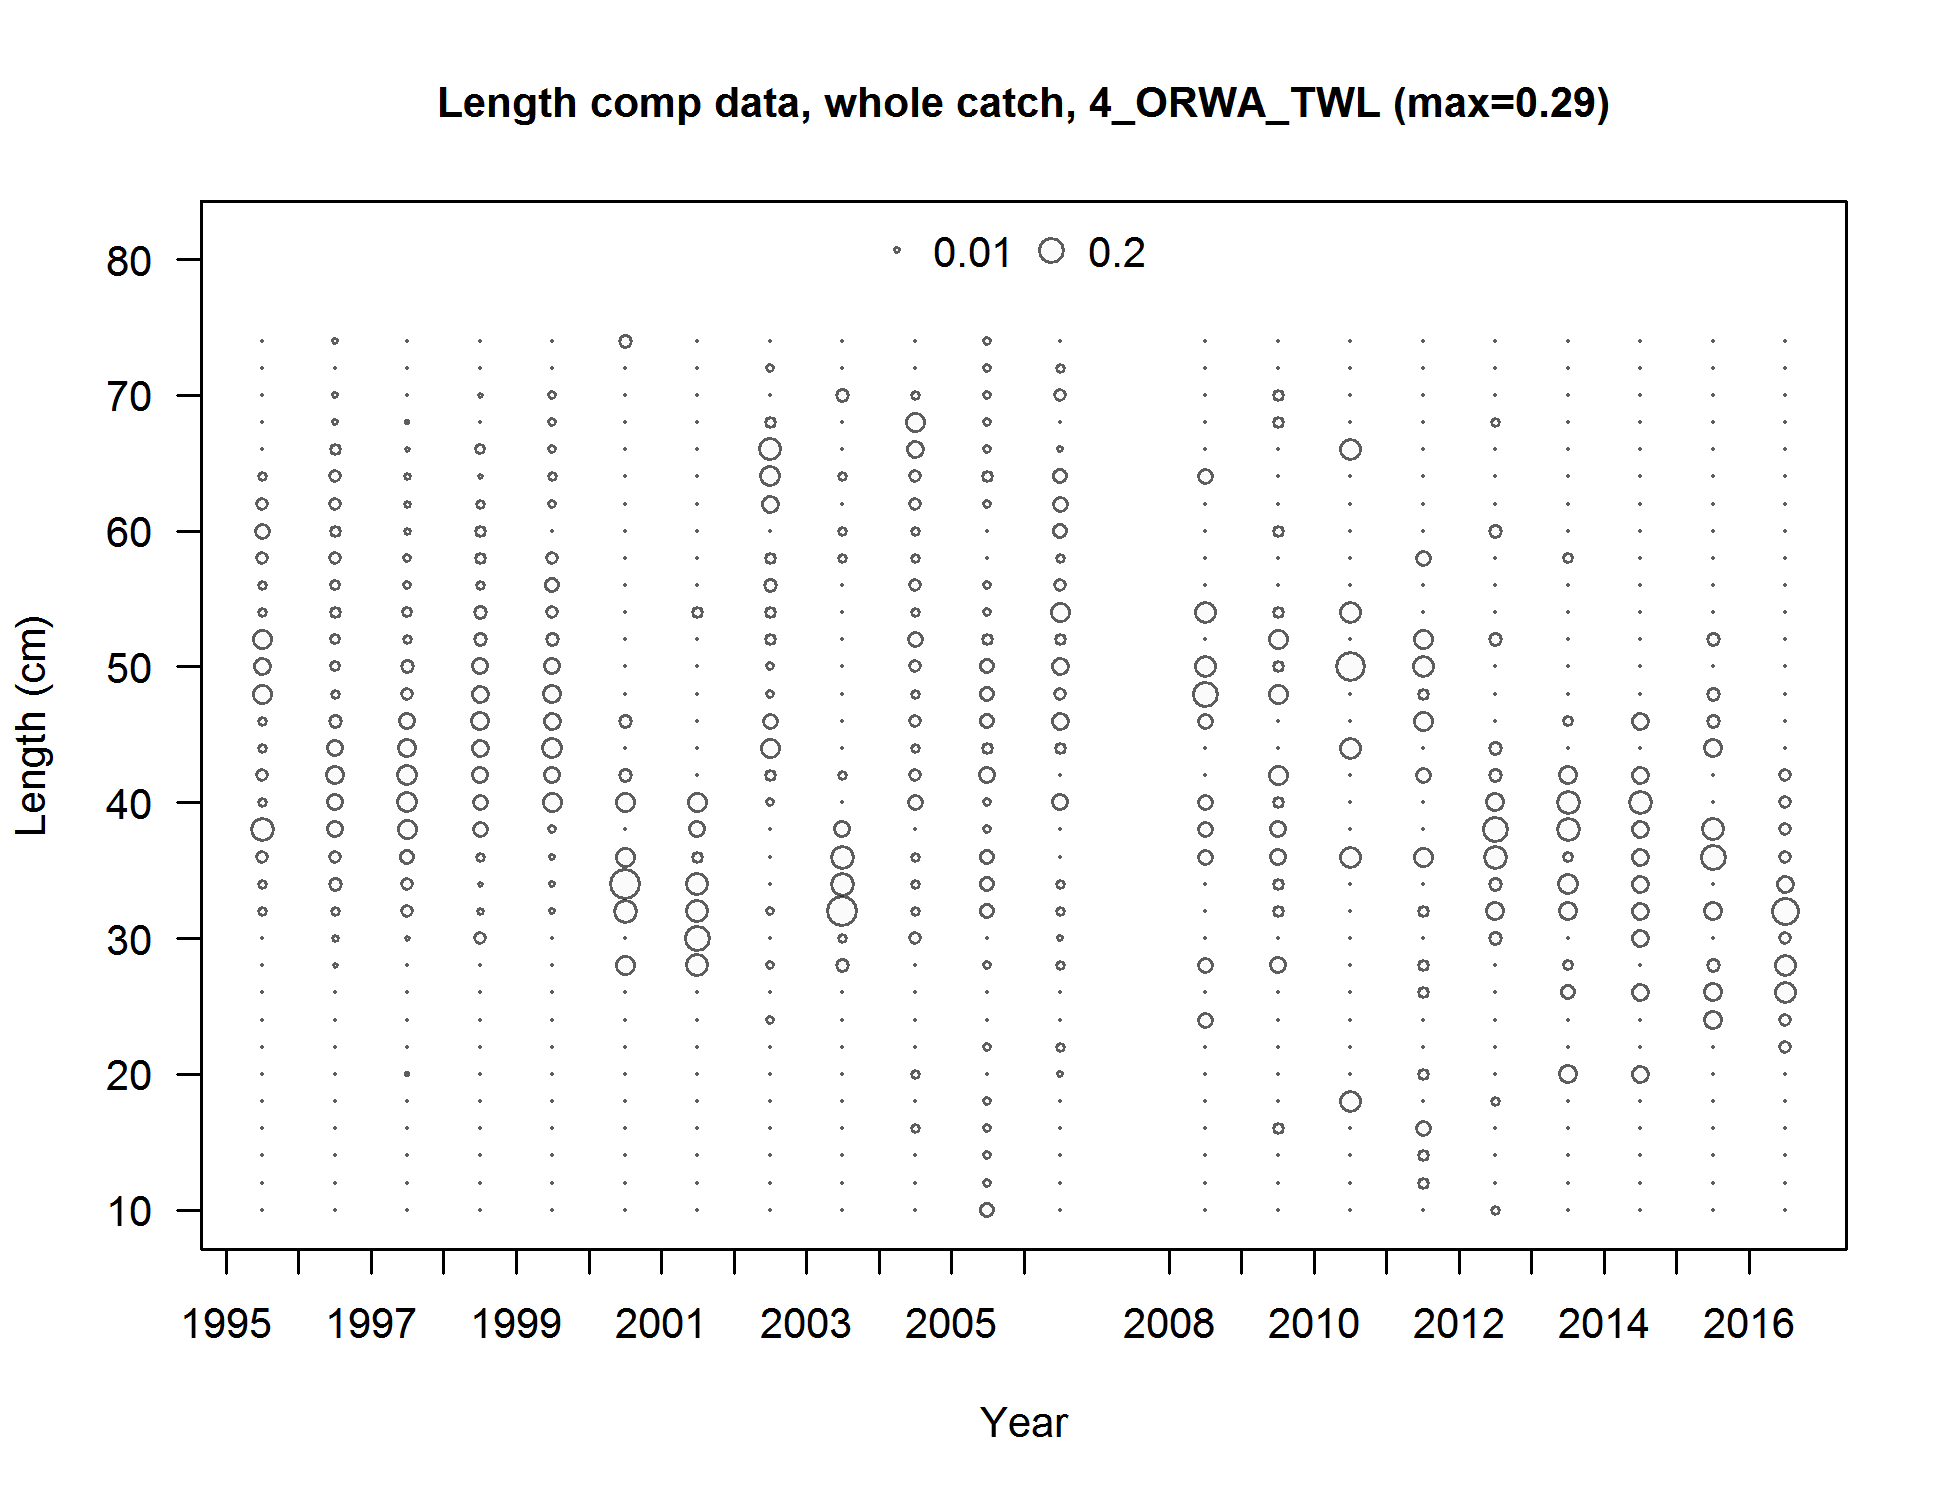 Length comp data, whole catch, 4_ORWA_TWL (max=0.29)
0.01 0.2
80
70
60
50
40
30
20
10
Length (cm)
1995 1997 1999 2001 2003 2005 2008 2010 2012 2014 2016
Year